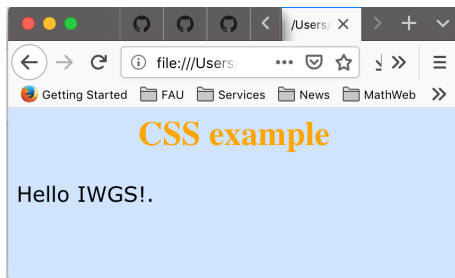 /Users/
file:///Users/
Getting Started FAU Services News MathWeb
CSS example
Hello IWGS!.